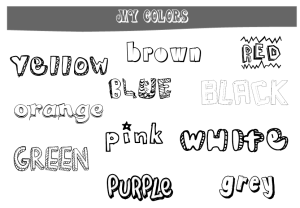 MY COLORS
brown
RED
Yellow
BLUE
BLACK
orange
pink
WHitE
GREEN
PURPLE
grey